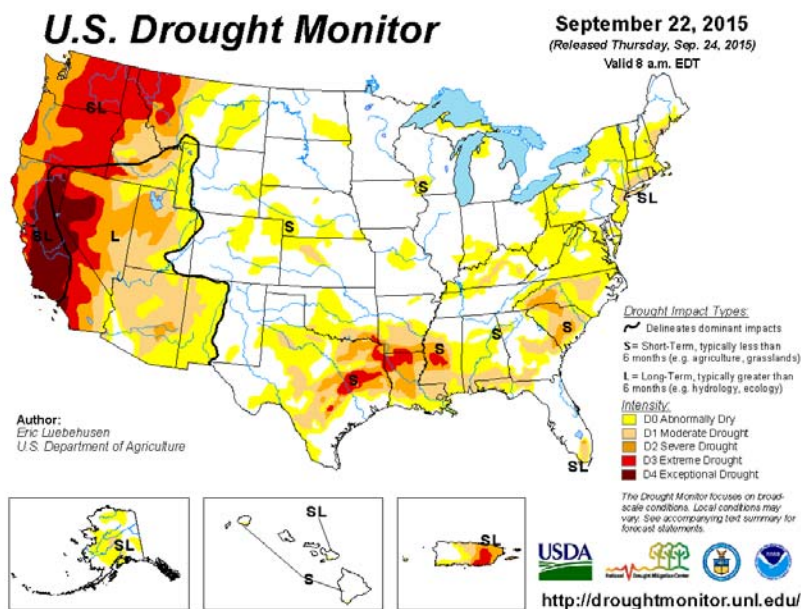 U.S. Drought Monitor
September 22, 2015
(Released Thursday, Sep. 24, 2015)
Valid 8 a.m. EDT
SL
SL
L
S
S
SL
S
S
S
S
S
SL
Drought Impact Types:
Delineates dominant impacts
S = Short-Term, typically less than
6 months (e.g. agriculture, grasslands)
L = Long-Term, typically greater than
6 months (e.g. hydrology, ecology)
Intensity:
D0 Abnormally Dry
D1 Moderate Drought
D2 Severe Drought
D3 Extreme Drought
D4 Exceptional Drought
Author:
Eric Luebehusen
U.S. Department of Agriculture
The Drought Monitor focuses on broad-
scale conditions. Local conditions may
vary. See accompanying text summary for
forecast statements.
SL
SL
S
SL
USDA
National Drought Mitigation Center
http://droughtmonitor.unl.edu/